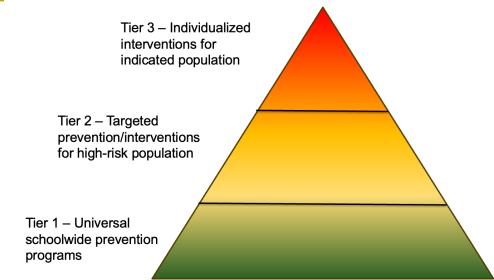 Tier 3 – Individualized
interventions for
indicated population
Tier 2 – Targeted
prevention/interventions
for high-risk population
Tier 1 – Universal
schoolwide prevention
programs